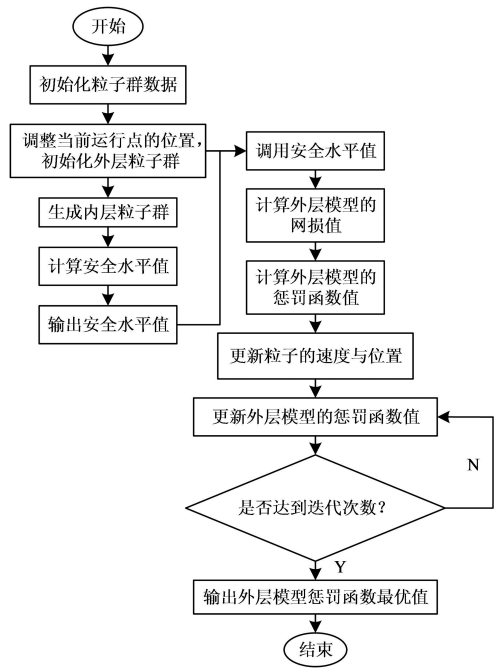 开始
初始化粒子群数据
调整当前运行点的位置，
初始化外层粒子群
生成内层粒子群
计算安全水平值
输出安全水平值
调用安全水平值
计算外层模型的
网损值
计算外层模型的
惩罚函数值
更新粒子的速度与位置
更新外层模型的惩罚函数值
N
是否达到迭代次数？
Y
输出外层模型惩罚函数最优值
结束